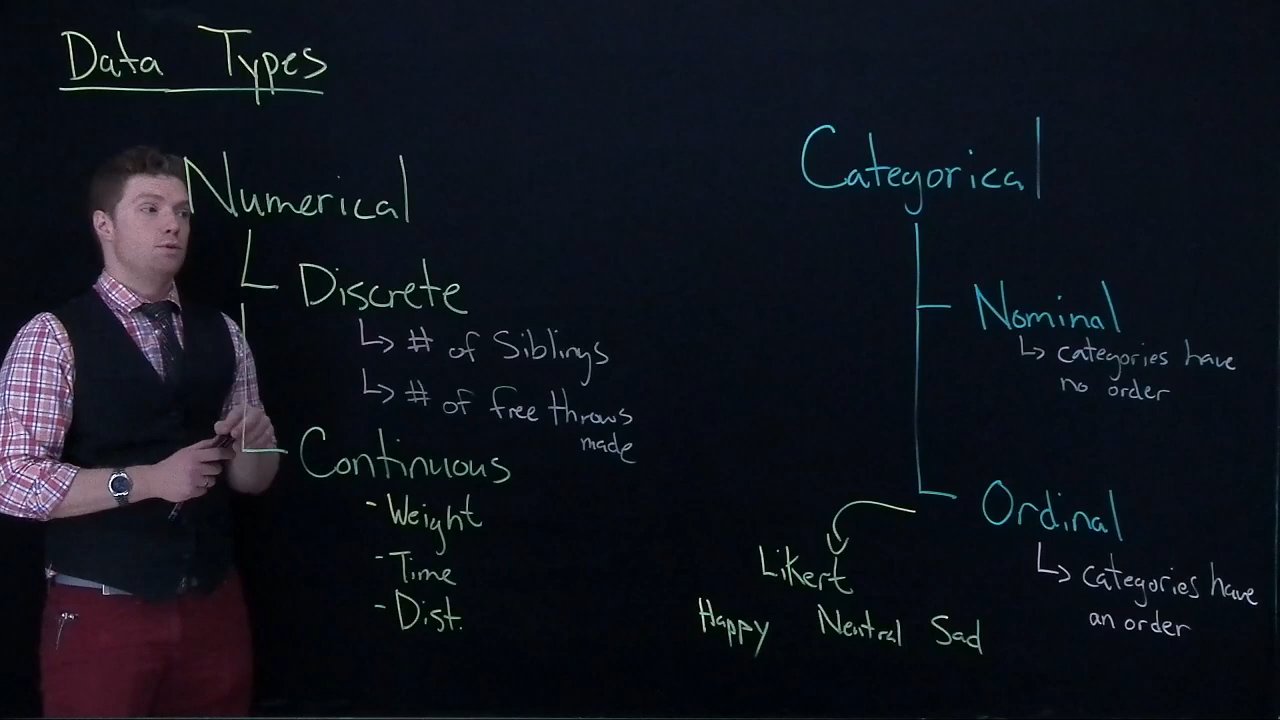 Data Types
Numerical
Discrete
# of Siblings
# of free throws
made
Continuous
- Weight
- Time
- Dist.
Categorical
Nominal
categories have
no order
Ordinal
categories have
an order
Likert
Happy Neutral Sad